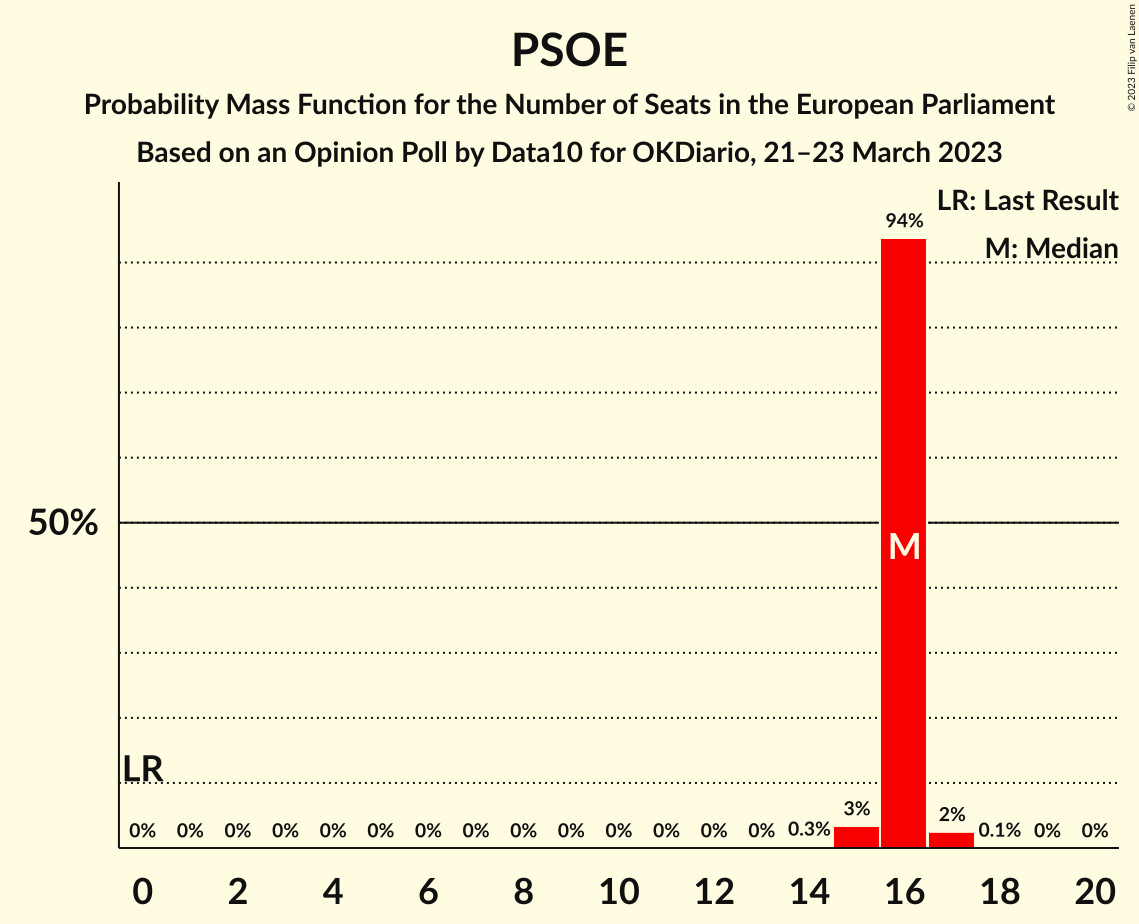 PSOE
Probability Mass Function for the Number of Seats in the European Parliament
Based on an Opinion Poll by Data10 for OKDiario, 21–23 March 2023
© 2023 Filip van Laenen
LR: Last Result
M: Median
94%
50%
M
LR
0% 0% 0% 0% 0% 0% 0% 0% 0% 0% 0% 0% 0% 0% 0.3% 3% 2% 0.1% 0% 0%
0 2 4 6 8 10 12 14 16 18 20